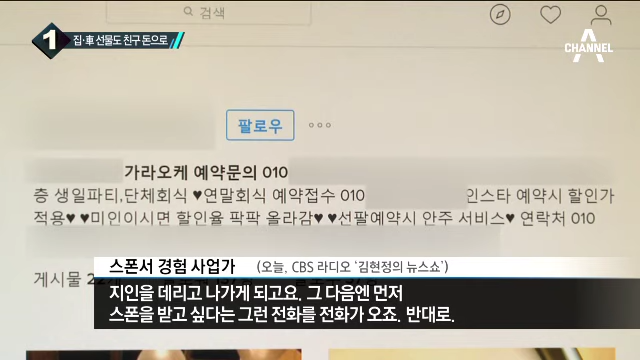 검색
1 집·車 선물도 친구 돈으로
CHANNEL A
팔로우
가라오케 예약문의 010
층 생일파티,단체회식 ♥연말회식 예약접수 010 인스타 예약시 할인가
적용♥ ♥미인이시면 할인율 팍팍 올라감♥ ♥선팔예약시 안주 서비스♥ 연락처 010
게시물
스폰서 경험 사업가 (오늘, CBS 라디오 '김현정의 뉴스쇼')
지인을 데리고 나가게 되고요. 그 다음엔 먼저
스폰을 받고 싶다는 그런 전화를 전화가 오죠. 반대로.